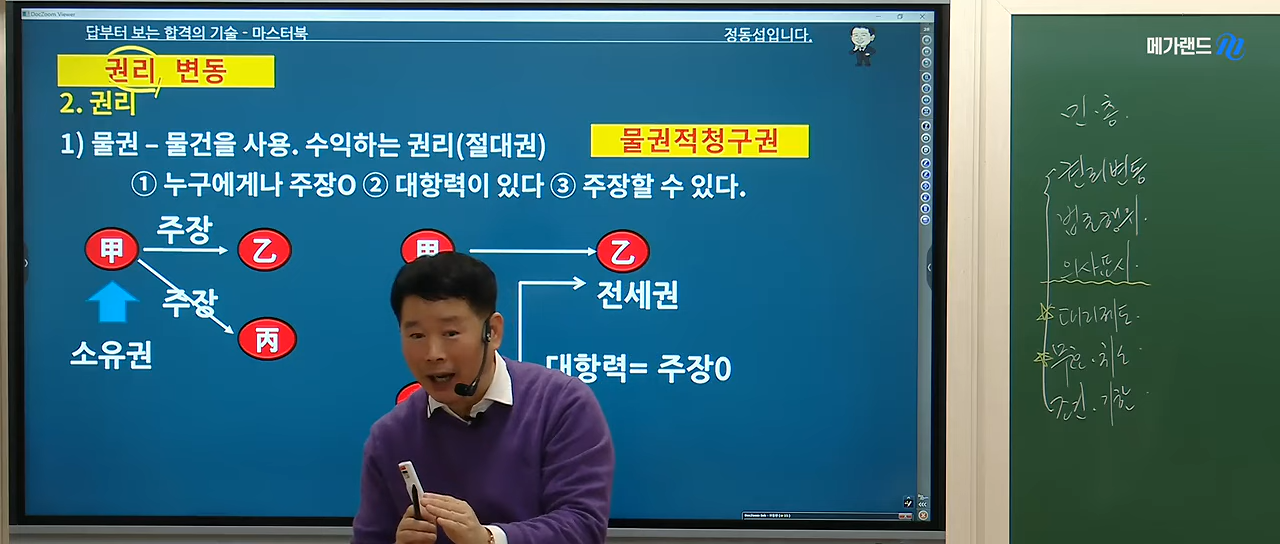 DocZoom Viewer
답부터 보는 합격의 기술 - 마스터북
정동섭입니다.
권리 변동
2. 권리
1) 물권 – 물건을 사용. 수익하는 권리(절대권)
물권적청구권
① 누구에게나 주장O ② 대항력이 있다 ③ 주장할 수 있다.
甲 주장 乙
주장
丙
소유권
甲 乙
전세권
대항력= 주장0
메가랜드
민·총.
권리변동
법률행위.
의사표시.
대리제도.
무효·취소
조건·기한